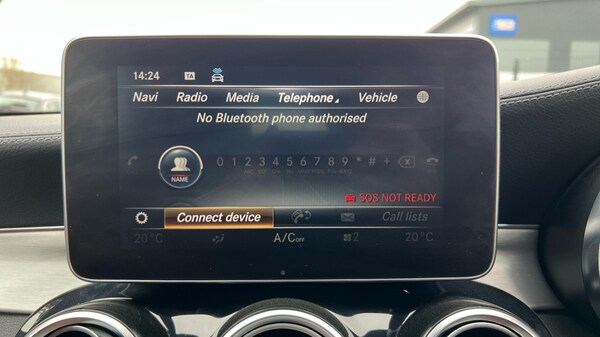 14:24 TA
Navi Radio Media Telephone Vehicle
No Bluetooth phone authorised
0 1 2 3 4 5 6 7 8 9 * # +
NAME
SOS NOT READY
Connect device Call lists
20°C A/C OFF 2 20°C